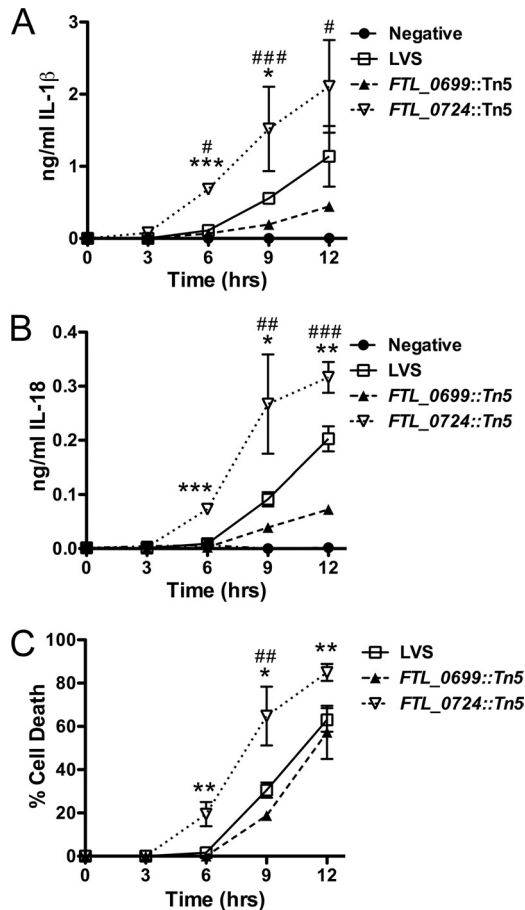 A
ng/ml IL-1β
3
2
1
0
#
***
###
*
#
0 3 6 9 12
Time (hrs)
Negative
LVS
FTL_0699::Tn5
FTL_0724::Tn5
B
ng/ml IL-18
0.4
0.3
0.2
0.1
0.0
***
##
*
###
**
0 3 6 9 12
Time (hrs)
Negative
LVS
FTL_0699::Tn5
FTL_0724::Tn5
C
% Cell Death
100
80
60
40
20
0
**
##
*
**
0 3 6 9 12
Time (hrs)
LVS
FTL_0699::Tn5
FTL_0724::Tn5